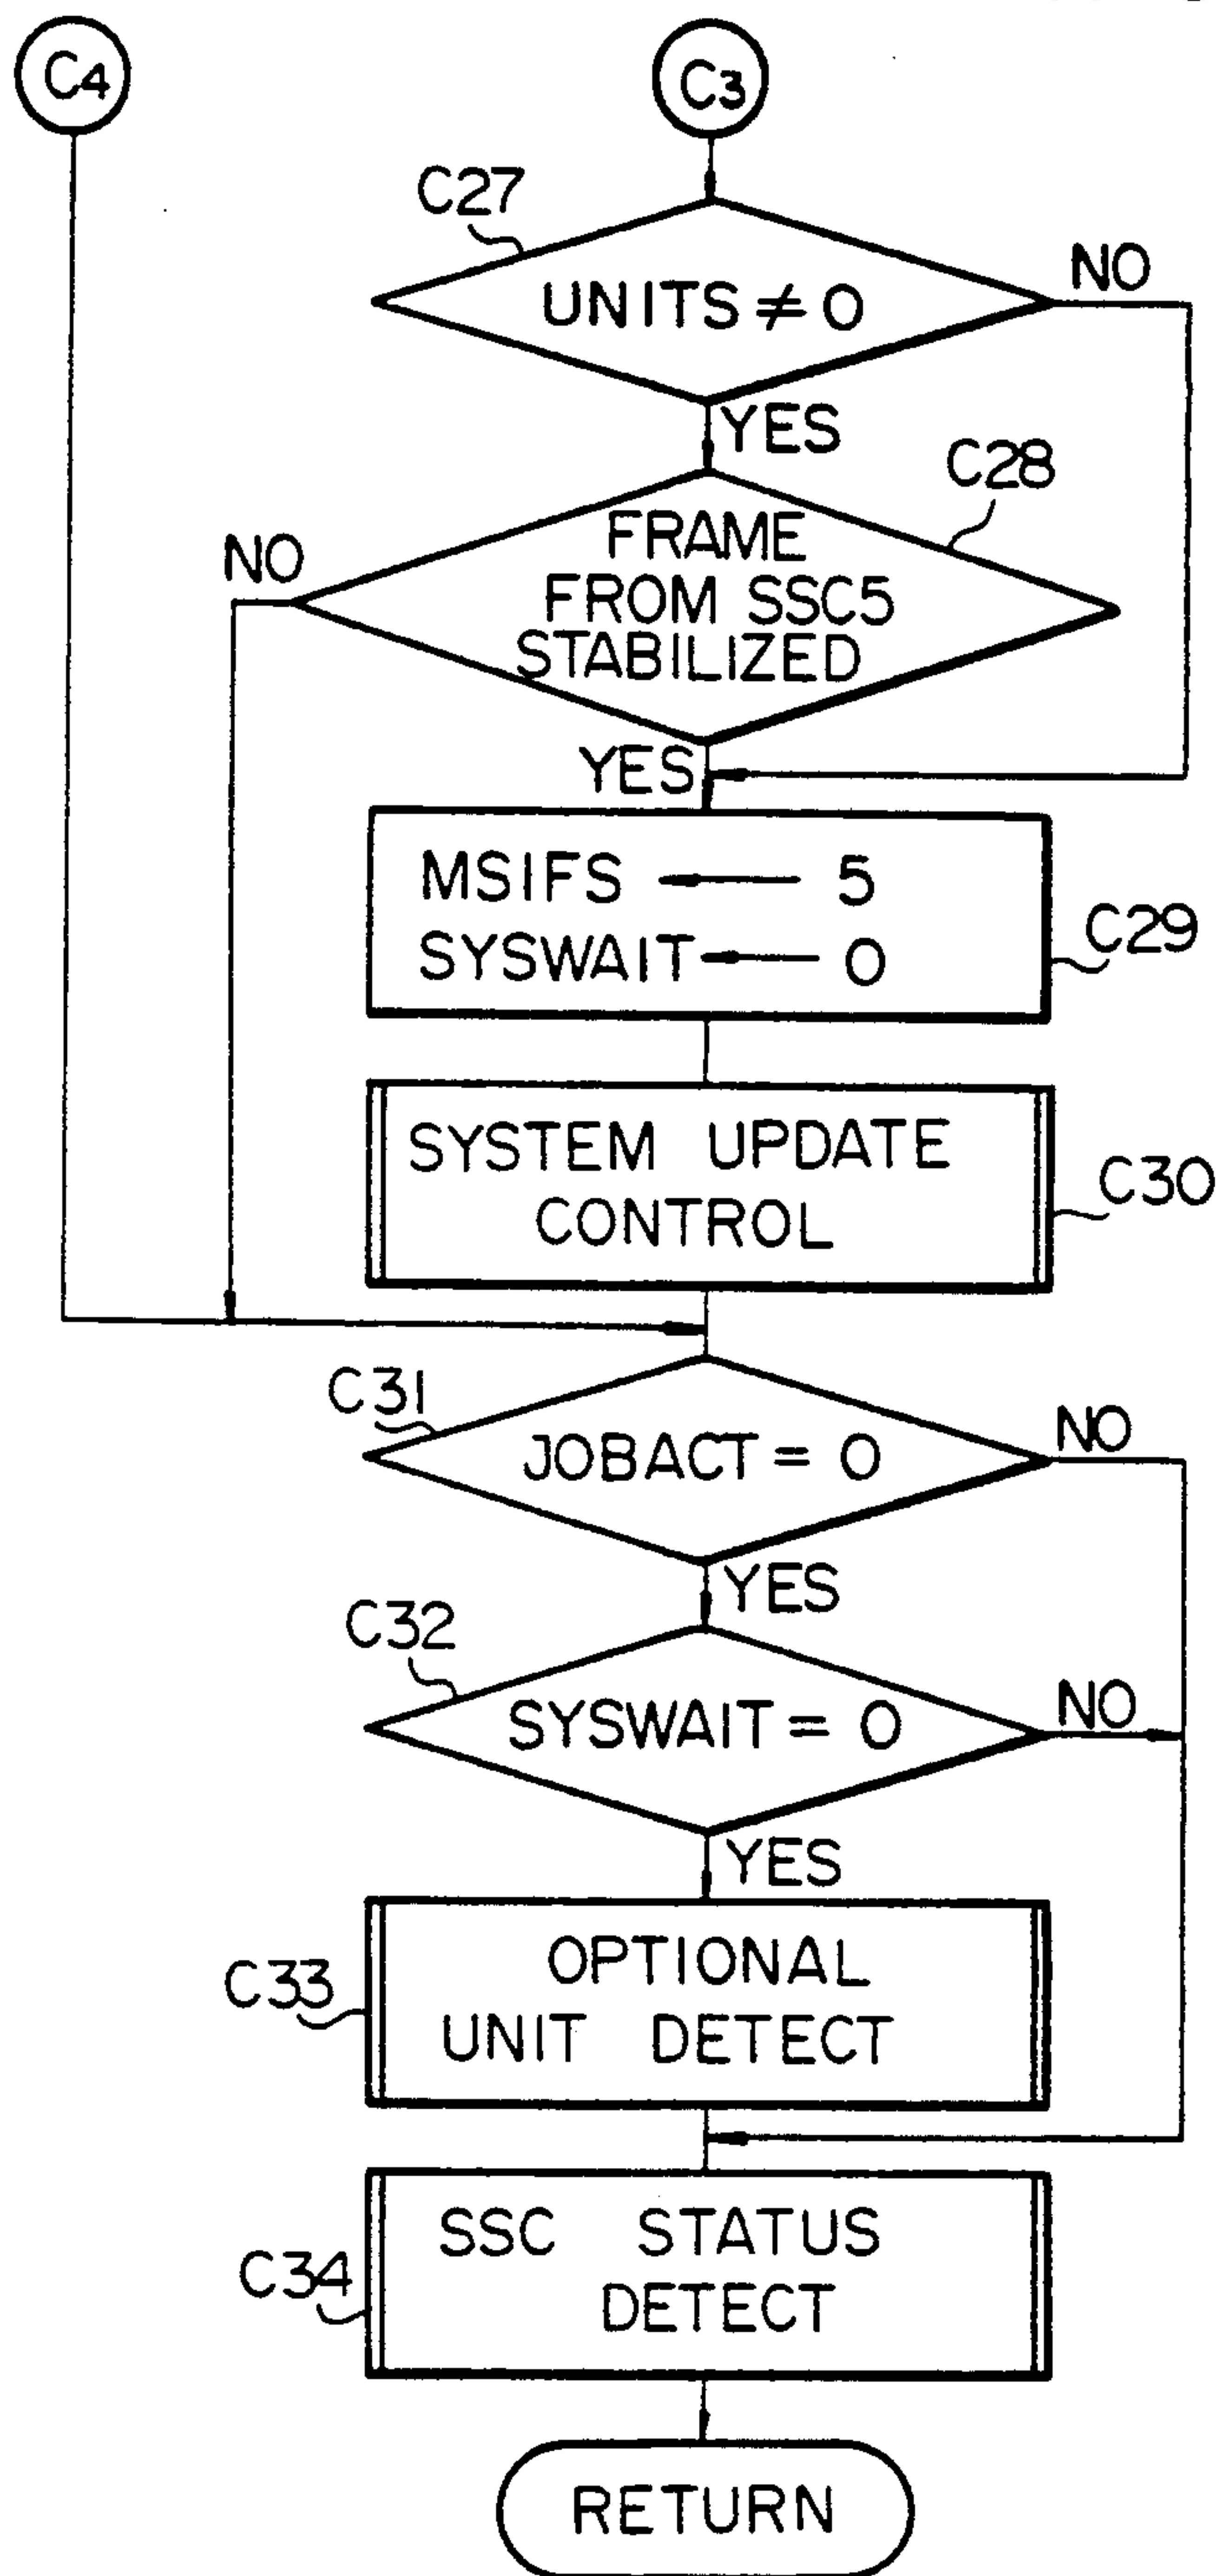 C4
C3
C27
UNITS ≠ 0
NO
YES
C28
FRAME
FROM SSC5
STABILIZED
NO
YES
MSIFS ← 5
SYSWAIT ← 0
C29
SYSTEM UPDATE
CONTROL
C30
C31
JOBACT = 0
NO
YES
C32
SYSWAIT = 0
NO
YES
C33
OPTIONAL
UNIT DETECT
C34
SSC STATUS
DETECT
RETURN